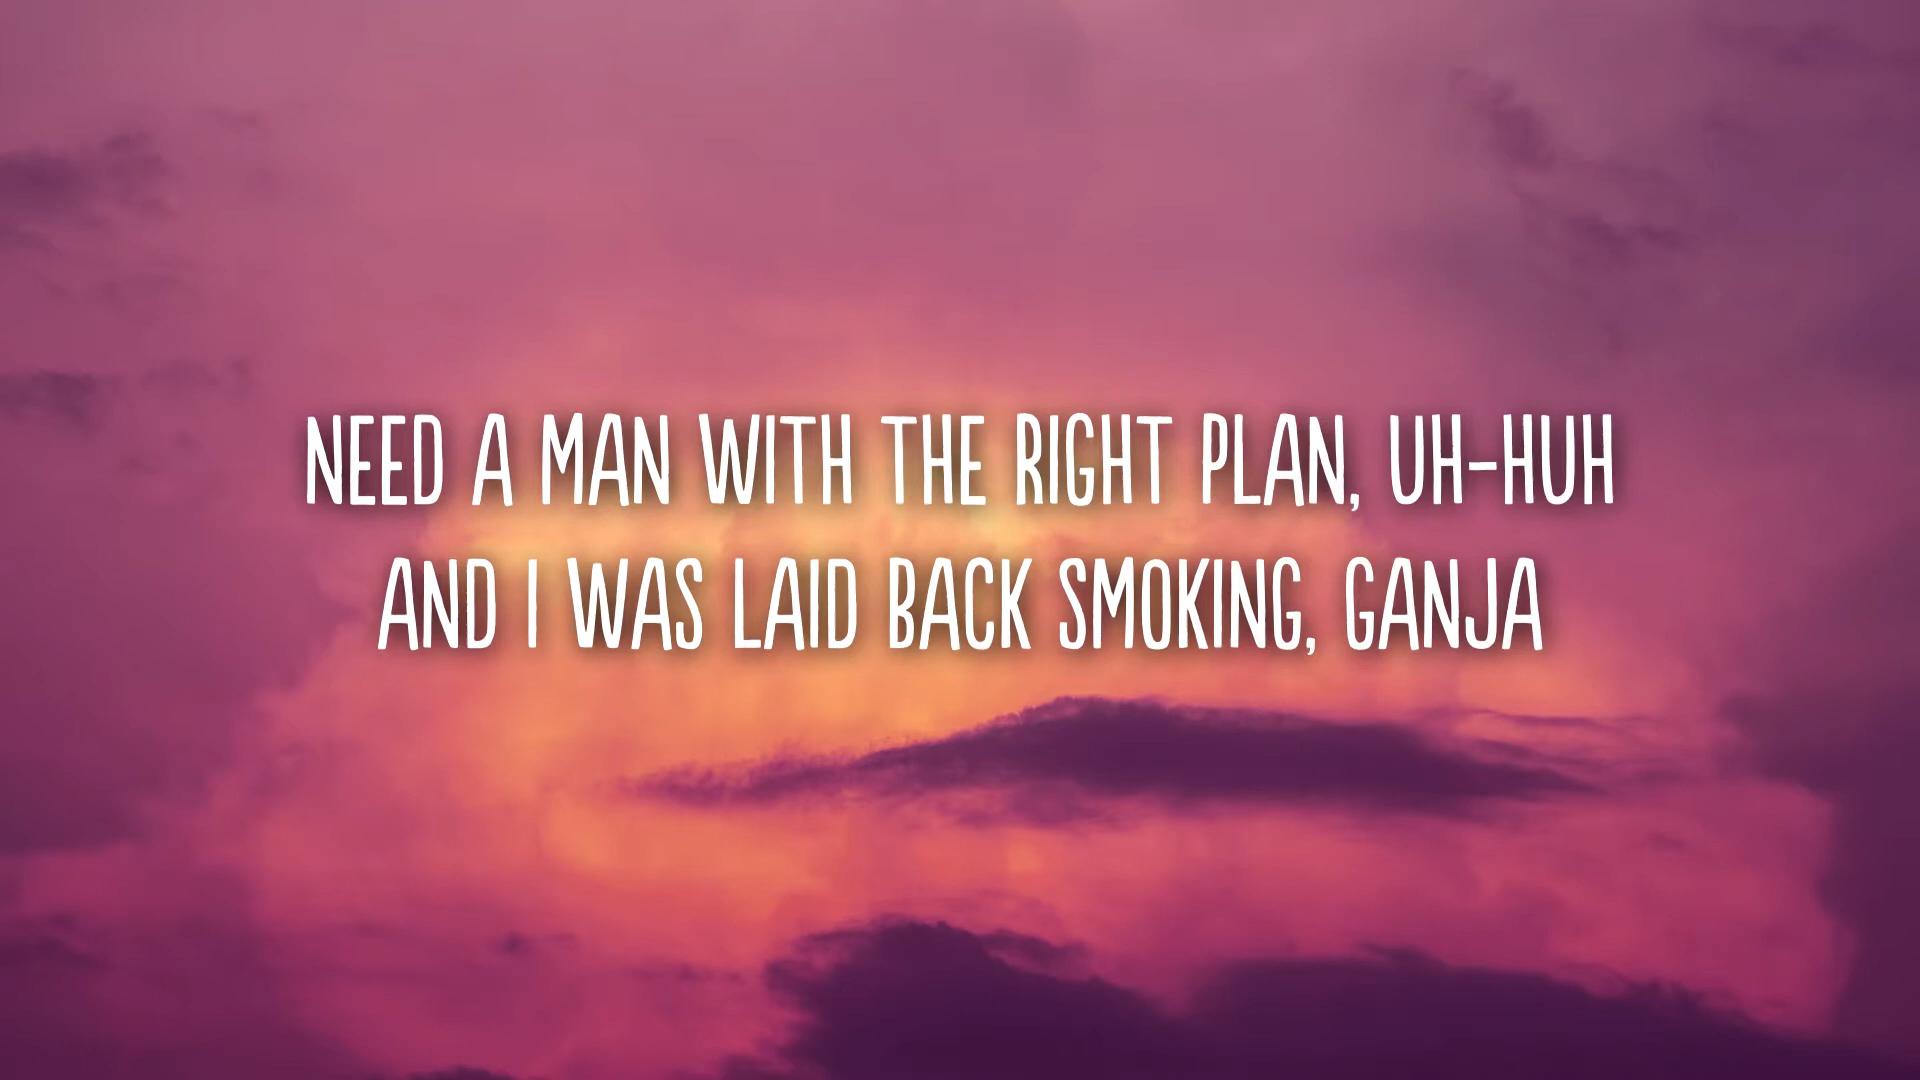 NEED A MAN WITH THE RIGHT PLAN, UH-HUH
AND I WAS LAID BACK SMOKING, GANJA